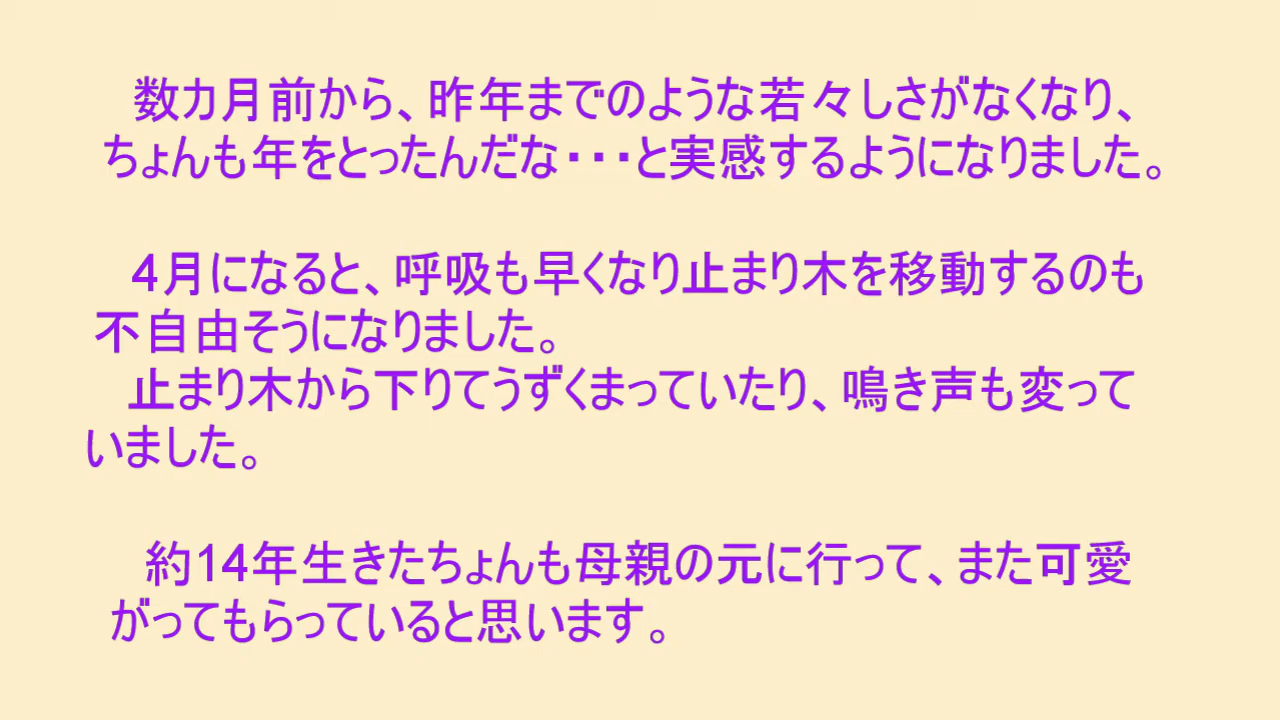 数カ月前から、昨年までのような若々しさがなくなり、
ちょんも年をとったんだな・・・と実感するようになりました。
4月になると、呼吸も早くなり止まり木を移動するのも
不自由そうになりました。
止まり木から下りてうずくまっていたり、鳴き声も変って
いました。
約14年生きたちょんも母親の元に行って、また可愛
がってもらっていると思います。